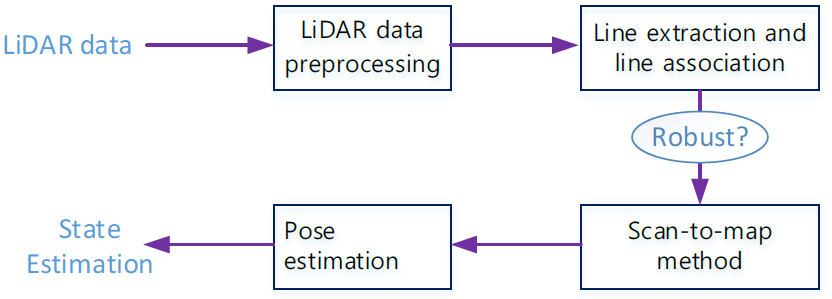 LiDAR data
LiDAR data
preprocessing
Line extraction and
line association
Robust?
Scan-to-map
method
Pose
estimation
State
Estimation